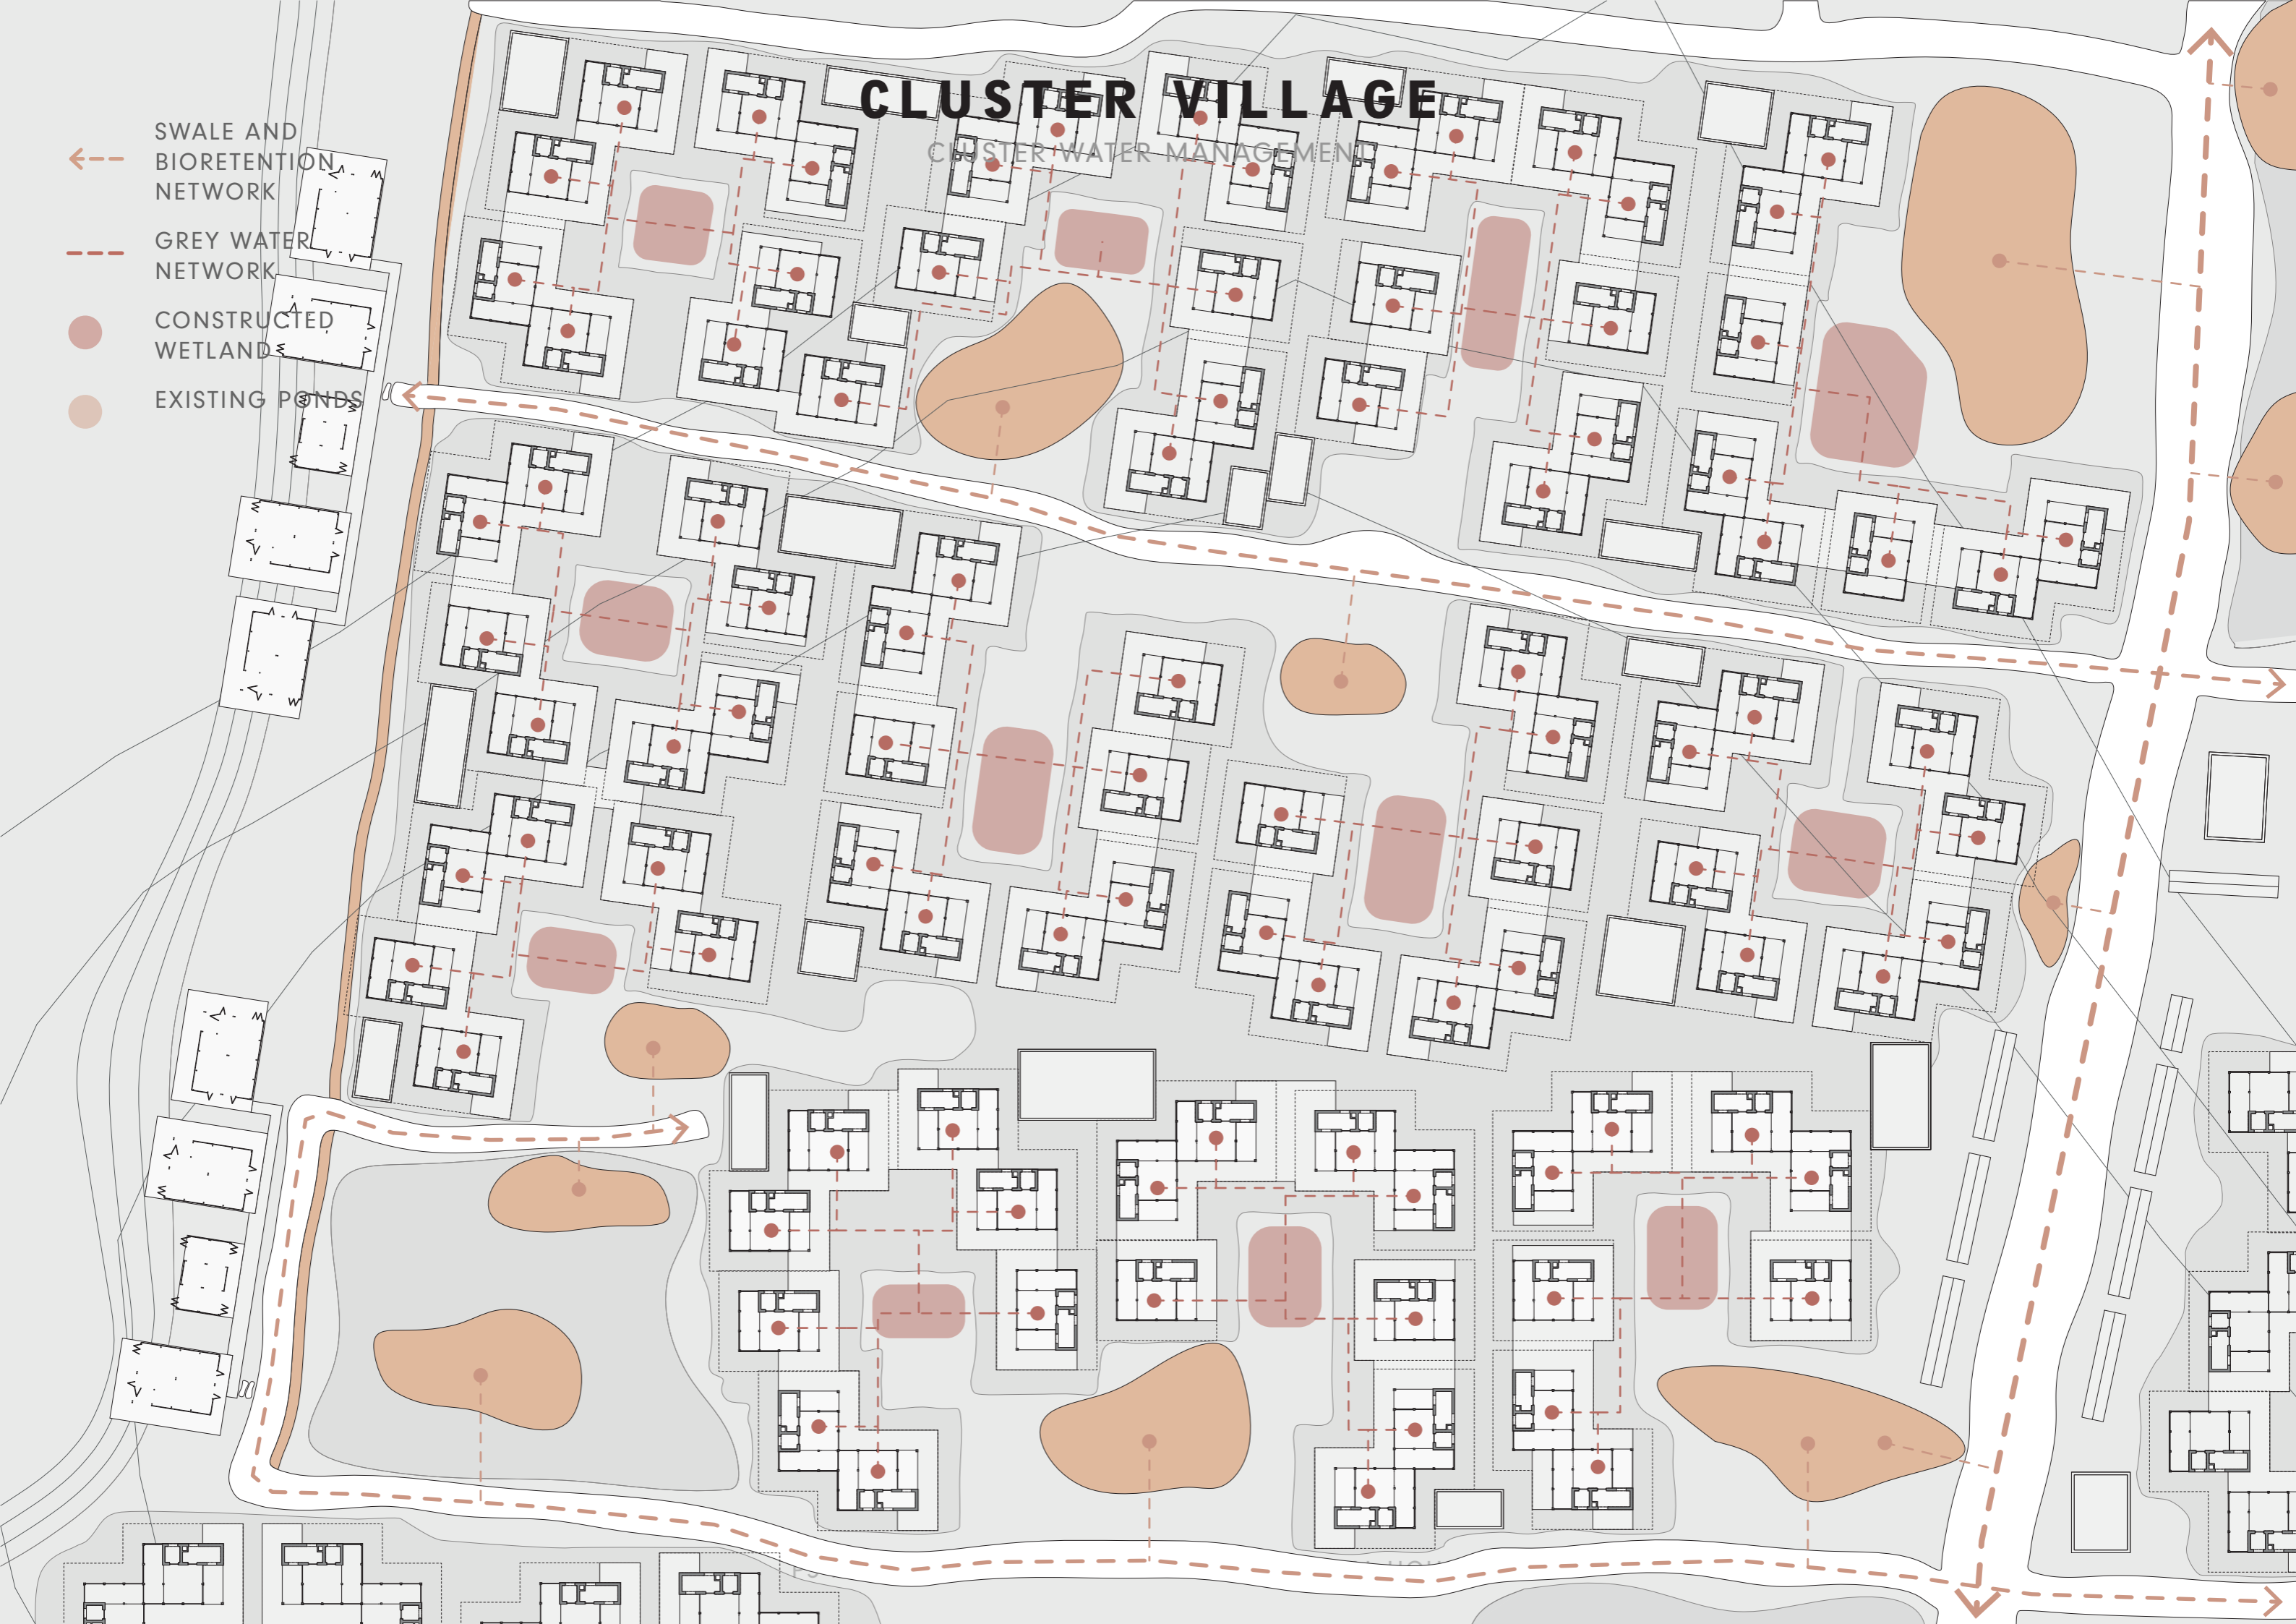 CLUSTER VILLAGE
CLUSTER WATER MANAGEMENT
SWALE AND
BIORETENTION
NETWORK
GREY WATER
NETWORK
CONSTRUCTED
WETLAND
EXISTING PONDS